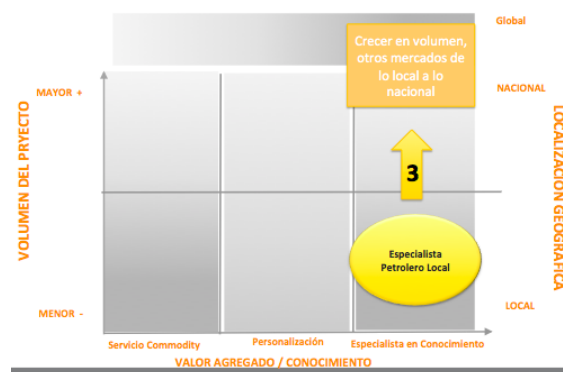 Global
Crecer en volumen,
otros mercados de
lo local a lo
nacional
MAYOR +
NACIONAL
VOLUMEN DEL PRYECTO
LOCALIZACION GEOGRAFICA
3
Especialista
Petrolero Local
MENOR -
LOCAL
Servicio Commodity
Personalización
Especialista en Conocimiento
VALOR AGREGADO / CONOCIMIENTO